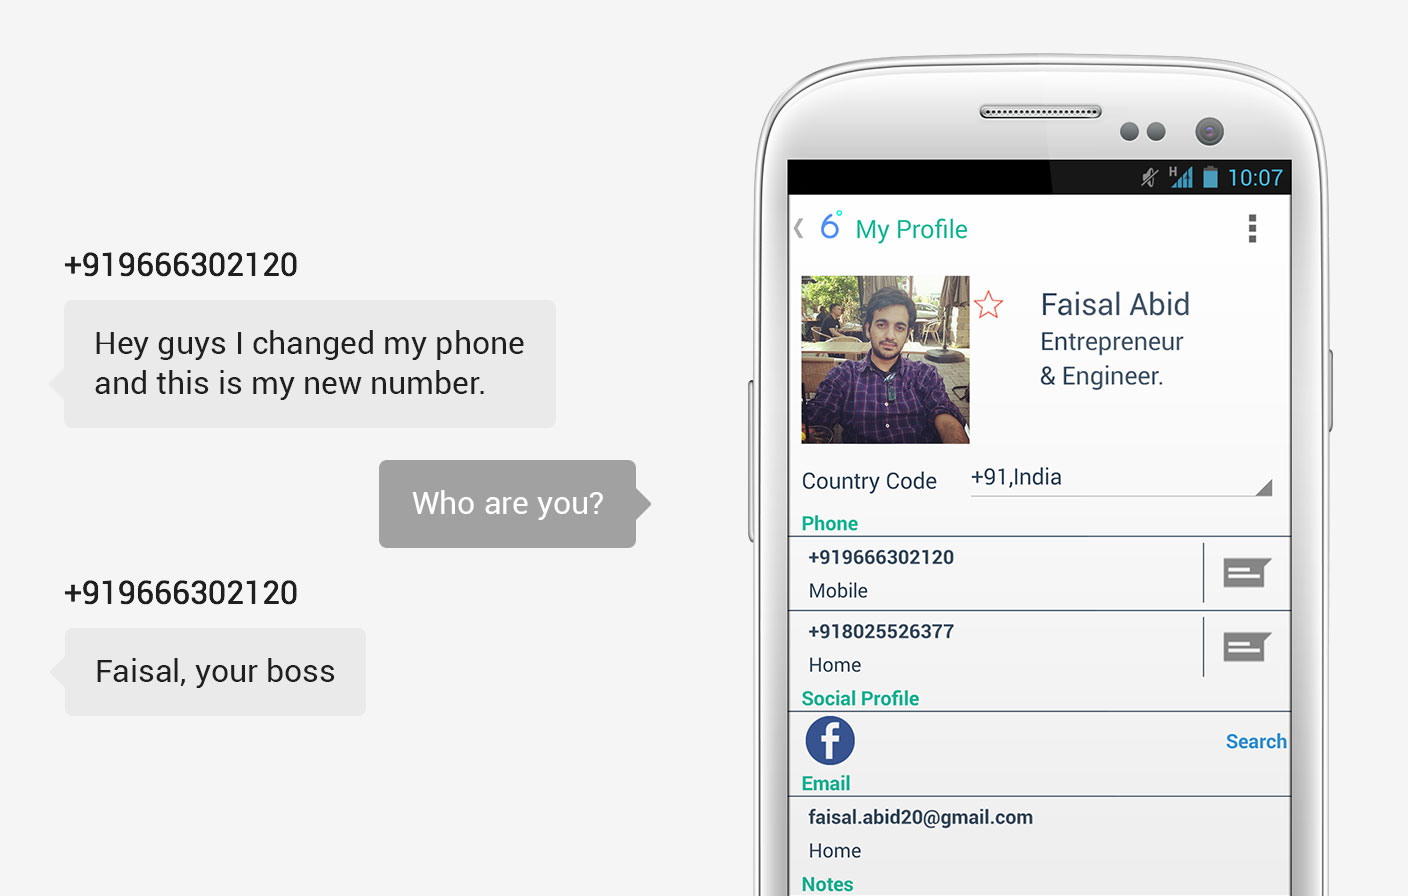 +919666302120
Hey guys I changed my phone
and this is my new number.
Who are you?
+919666302120
Faisal, your boss
H 10:07
6° My Profile
Faisal Abid
Entrepreneur
& Engineer.
Country Code +91,India
Phone
+919666302120
Mobile
+918025526377
Home
Social Profile
f Search
Email
faisal.abid20@gmail.com
Home
Notes